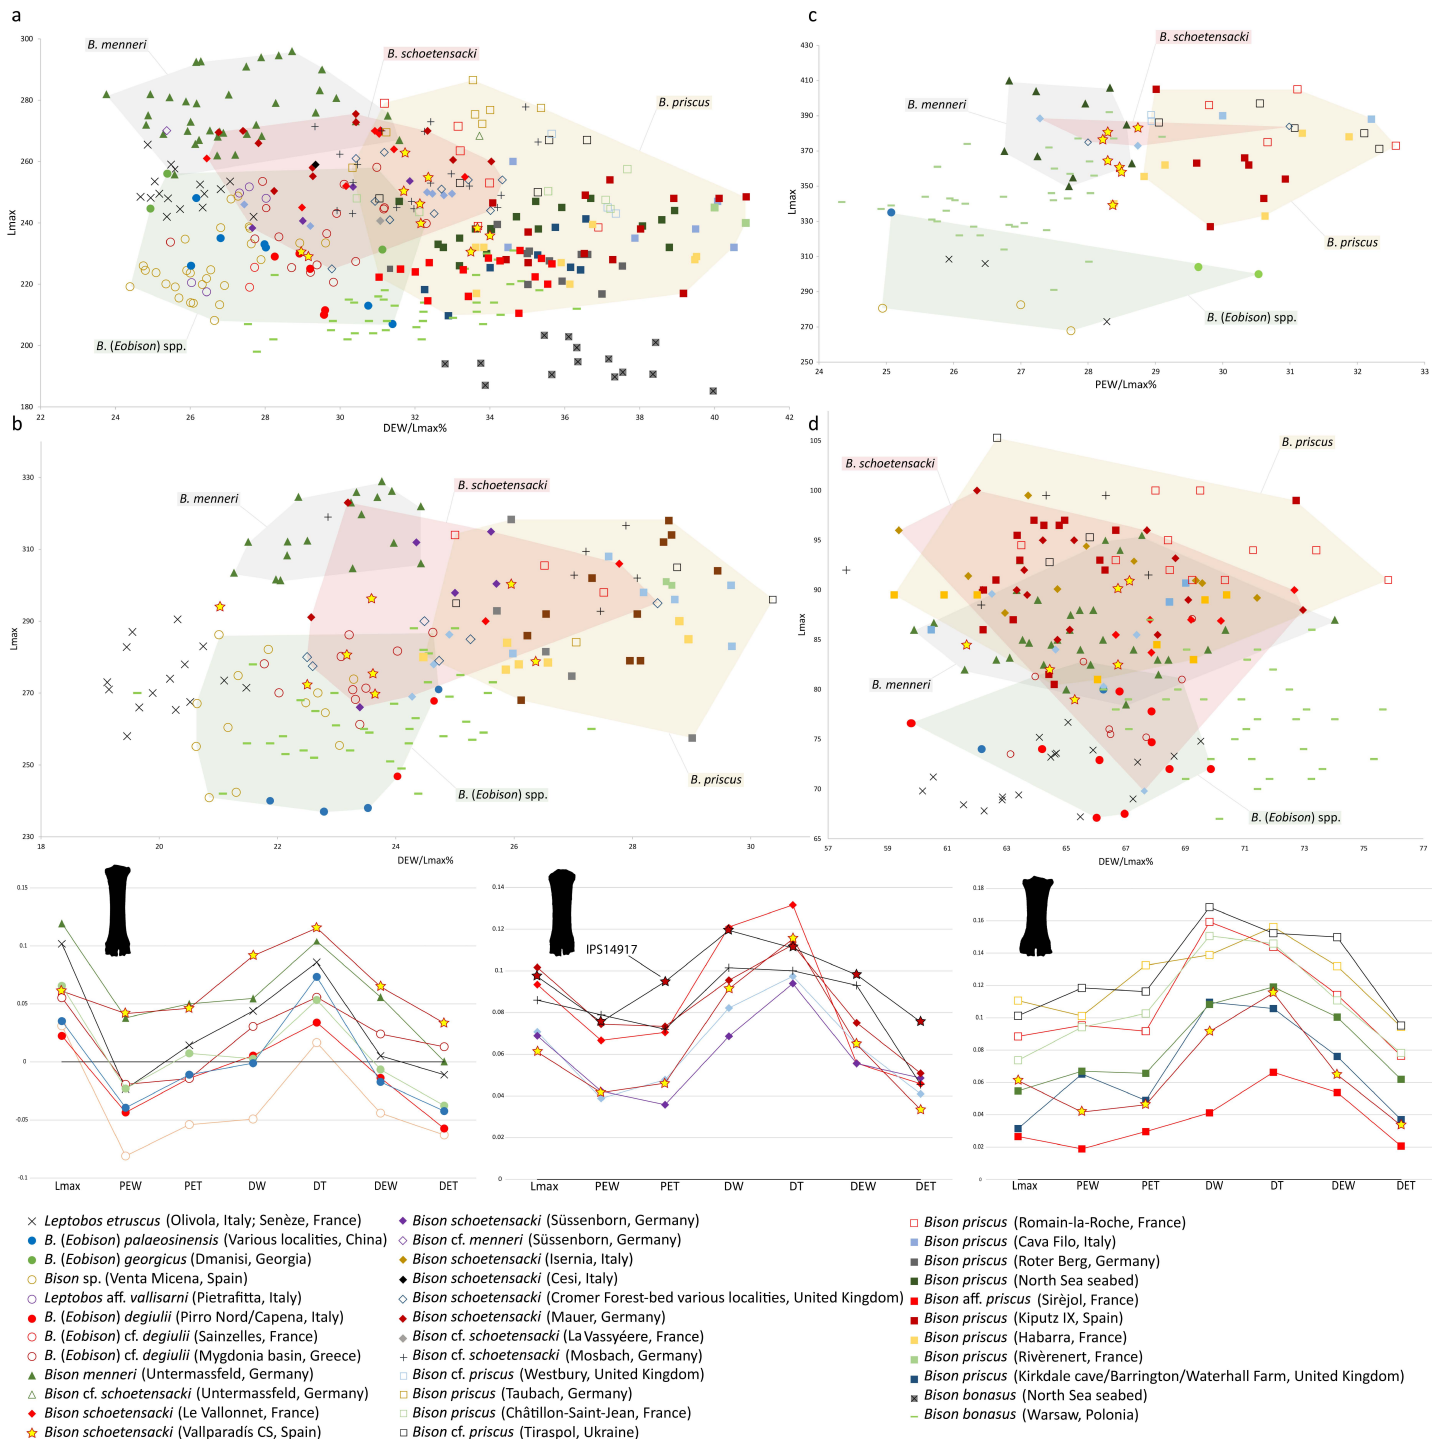 a
300
280
260
240
220
200
180
Lmax
22
24
26
28
30
32
34
36
38
40
42
DEW/Lmax%
B. menneri
B. schoetensacki
B. priscus
B. (Eobison) spp.
c
430
410
390
370
350
330
310
290
270
250
Lmax
24
25
26
27
28
29
30
31
32
33
PEW/Lmax%
B. schoetensacki
B. menneri
B. priscus
B. (Eobison) spp.
b
330
310
290
270
250
230
Lmax
18
20
22
24
26
28
30
DEW/Lmax%
B. menneri
B. schoetensacki
B. priscus
B. (Eobison) spp.
d
105
100
95
90
85
80
75
70
65
Lmax
57
59
61
63
65
67
69
71
73
75
77
DEW/Lmax%
B. priscus
B. schoetensacki
B. menneri
B. (Eobison) spp.
0.15
0.1
0.05
0
-0.05
-0.1
Lmax PEW PET DW DT DEW DET
0.14
0.12
0.1
0.08
0.06
0.04
0.02
0
IPS14917
Lmax PEW PET DW DT DEW DET
0.18
0.16
0.14
0.12
0.1
0.08
0.06
0.04
0.02
0
Lmax PEW PET DW DT DEW DET
Leptobos etruscus (Olivola, Italy; Senèze, France)
B. (Eobison) palaeosinensis (Various localities, China)
B. (Eobison) georgicus (Dmanisi, Georgia)
Bison sp. (Venta Micena, Spain)
Leptobos aff. vallisarni (Pietrafitta, Italy)
B. (Eobison) degiulii (Pirro Nord/Capena, Italy)
B. (Eobison) cf. degiulii (Sainzelles, France)
B. (Eobison) cf. degiulii (Mygdonia basin, Greece)
Bison menneri (Untermassfeld, Germany)
Bison cf. schoetensacki (Untermassfeld, Germany)
Bison schoetensacki (Le Vallonnet, France)
Bison schoetensacki (Vallparadís CS, Spain)
Bison schoetensacki (Süssenborn, Germany)
Bison cf. menneri (Süssenborn, Germany)
Bison schoetensacki (Isernia, Italy)
Bison schoetensacki (Cesi, Italy)
Bison schoetensacki (Cromer Forest-bed various localities, United Kingdom)
Bison schoetensacki (Mauer, Germany)
Bison cf. schoetensacki (La Vassyéere, France)
Bison cf. schoetensacki (Mosbach, Germany)
Bison cf. priscus (Westbury, United Kingdom)
Bison priscus (Taubach, Germany)
Bison priscus (Châtillon-Saint-Jean, France)
Bison cf. priscus (Tiraspol, Ukraine)
Bison priscus (Romain-la-Roche, France)
Bison priscus (Cava Filo, Italy)
Bison priscus (Roter Berg, Germany)
Bison priscus (North Sea seabed)
Bison aff. priscus (Sirèjol, France)
Bison priscus (Kiputz IX, Spain)
Bison priscus (Habarra, France)
Bison priscus (Rivèrenert, France)
Bison priscus (Kirkdale cave/Barrington/Waterhall Farm, United Kingdom)
Bison bonasus (North Sea seabed)
Bison bonasus (Warsaw, Polonia)